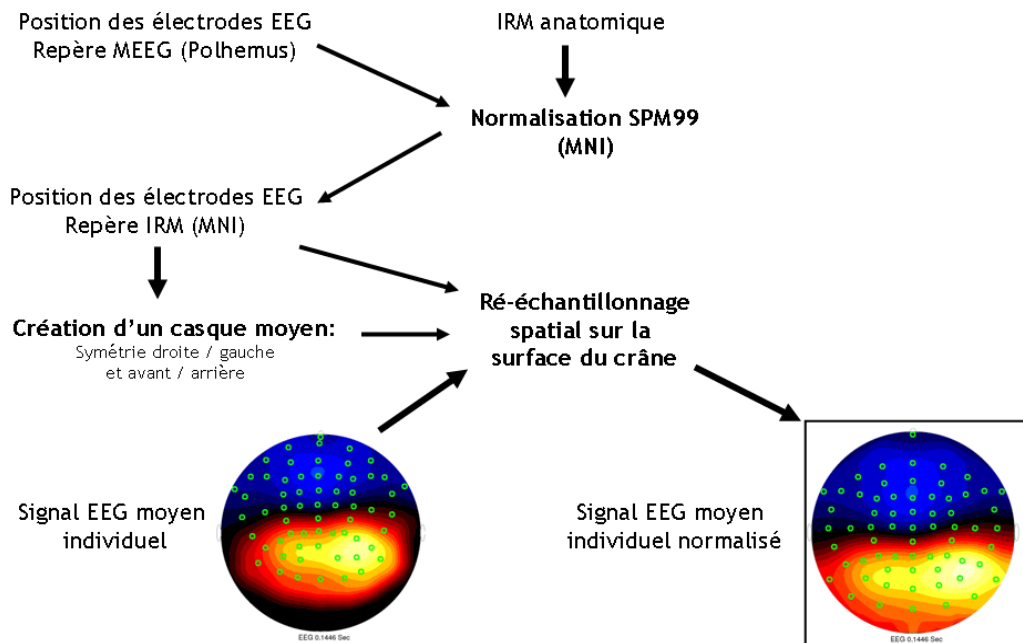 Position des électrodes EEG
Repère MEEG (Polhemus)
IRM anatomique
Normalisation SPM99
(MNI)
Position des électrodes EEG
Repère IRM (MNI)
Création d'un casque moyen:
Symétrie droite / gauche
et avant / arrière
Ré-échantillonnage
spatial sur la
surface du crâne
Signal EEG moyen
individuel
EEG 0.1446 Sec
Signal EEG moyen
individuel normalisé
EEG 0.1446 Sec